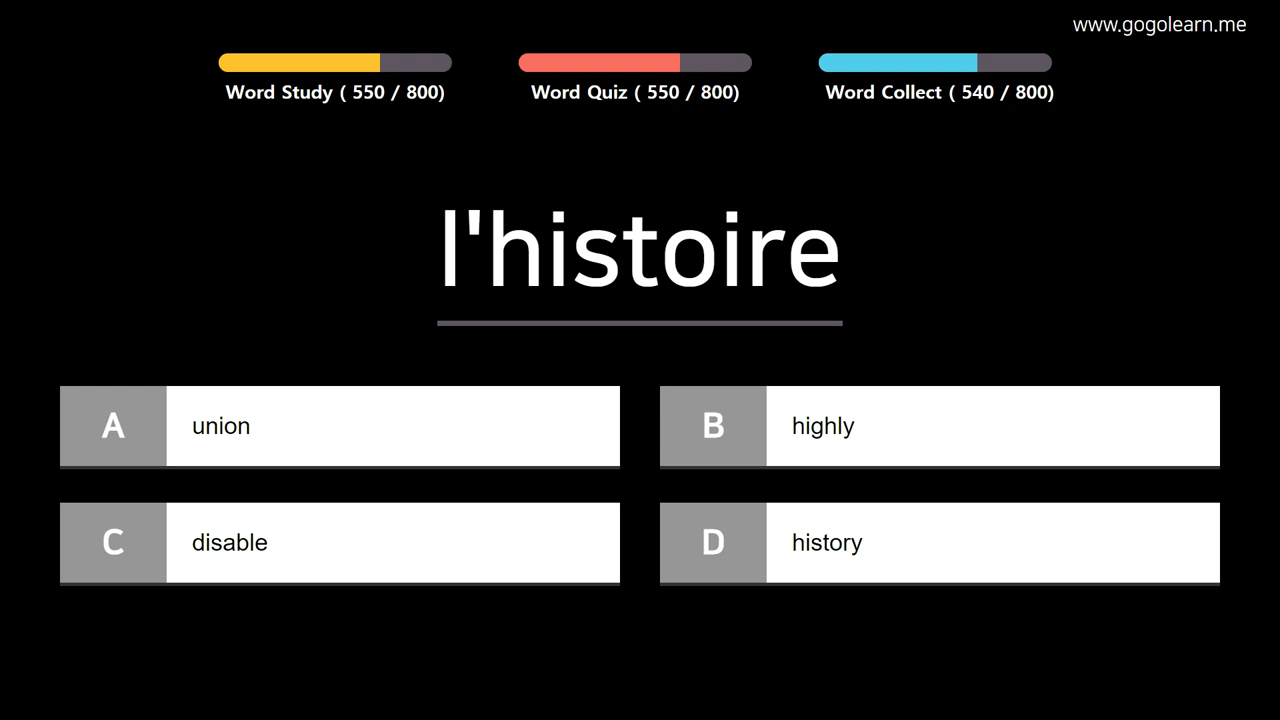 www.gogolearn.me
Word Study ( 550 / 800)
Word Quiz ( 550 / 800)
Word Collect ( 540 / 800)
l'histoire
A union
B highly
C disable
D history